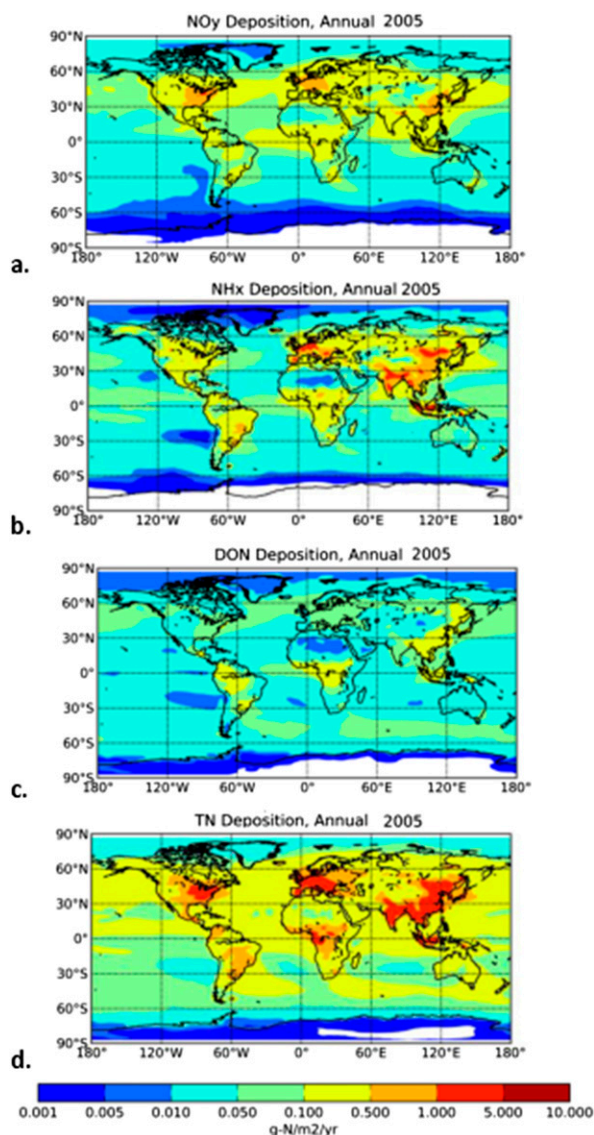 NOy Deposition, Annual 2005
90°N
60°N
30°N
0°
30°S
60°S
90°S
180° 120°W 60°W 0° 60°E 120°E 180°
a.
NHx Deposition, Annual 2005
90°N
60°N
30°N
0°
30°S
60°S
90°S
180° 120°W 60°W 0° 60°E 120°E 180°
b.
DON Deposition, Annual 2005
90°N
60°N
30°N
0°
30°S
60°S
90°S
180° 120°W 60°W 0° 60°E 120°E 180°
c.
TN Deposition, Annual 2005
90°N
60°N
30°N
0°
30°S
60°S
90°S
180° 120°W 60°W 0° 60°E 120°E 180°
d.
0.001 0.005 0.010 0.050 0.100 0.500 1.000 5.000 10.000
g-N/m2/yr